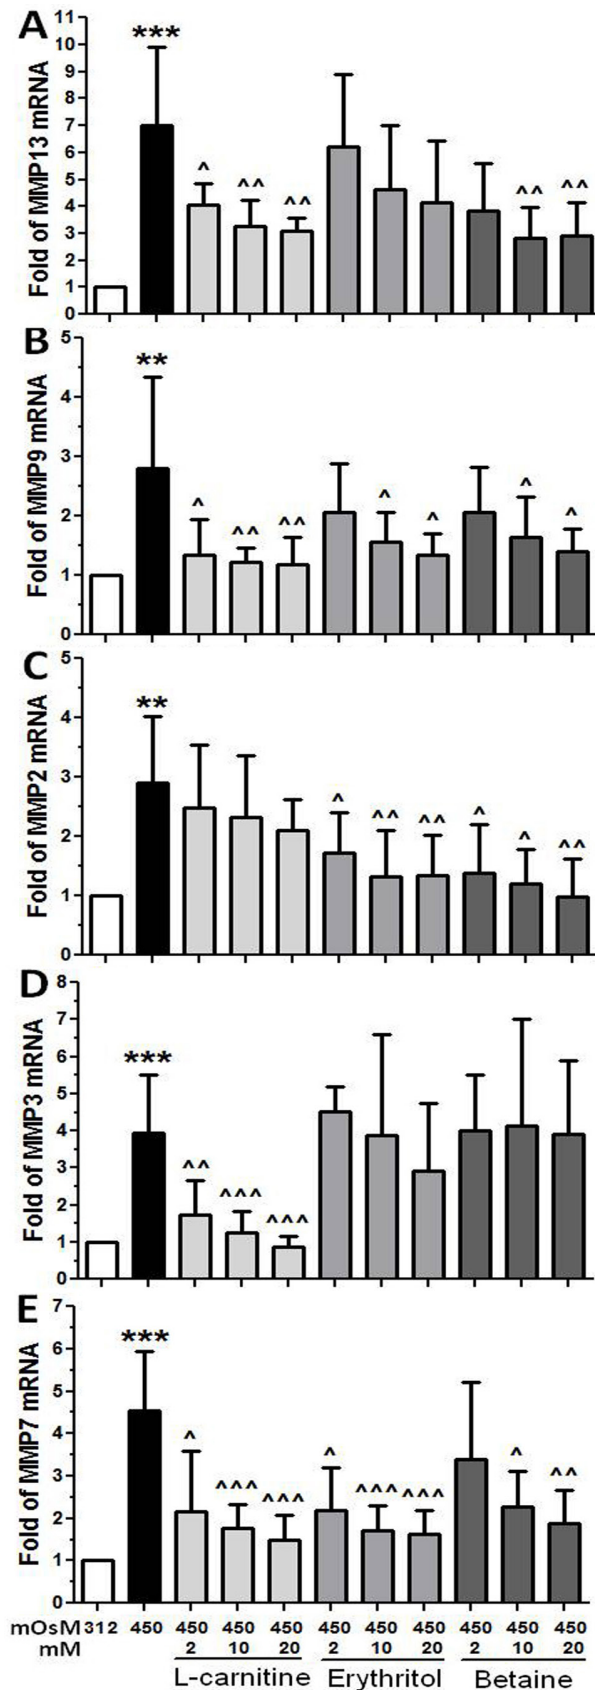 A
Fold of MMP13 mRNA
11
10
9
8
7
6
5
4
3
2
1
0
***
^ ^^ ^^ ^^ ^^
B
Fold of MMP9 mRNA
5
4
3
2
1
0
**
^ ^^ ^^ ^ ^ ^ ^
C
Fold of MMP2 mRNA
5
4
3
2
1
0
**
^ ^^ ^^ ^ ^ ^^
D
Fold of MMP3 mRNA
8
7
6
5
4
3
2
1
0
***
^^ ^^^ ^^^
E
Fold of MMP7 mRNA
7
6
5
4
3
2
1
0
***
^ ^^^ ^^^ ^ ^^^ ^^^ ^ ^^
mOsM 312 450 450 450 450 450 450 450 450 450 450
mM 2 10 20 2 10 20 2 10 20
L-carnitine Erythritol Betaine